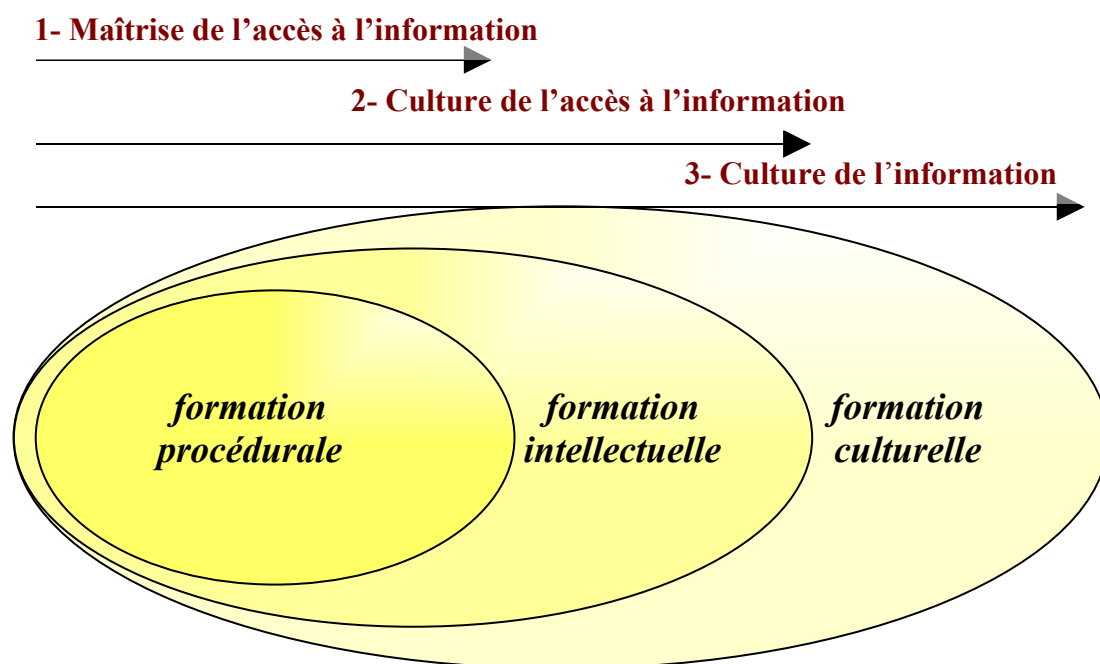 1- Maîtrise de l’accès à l’information
2- Culture de l’accès à l’information
3- Culture de l’information
formation
procédurale
formation
intellectuelle
formation
culturelle